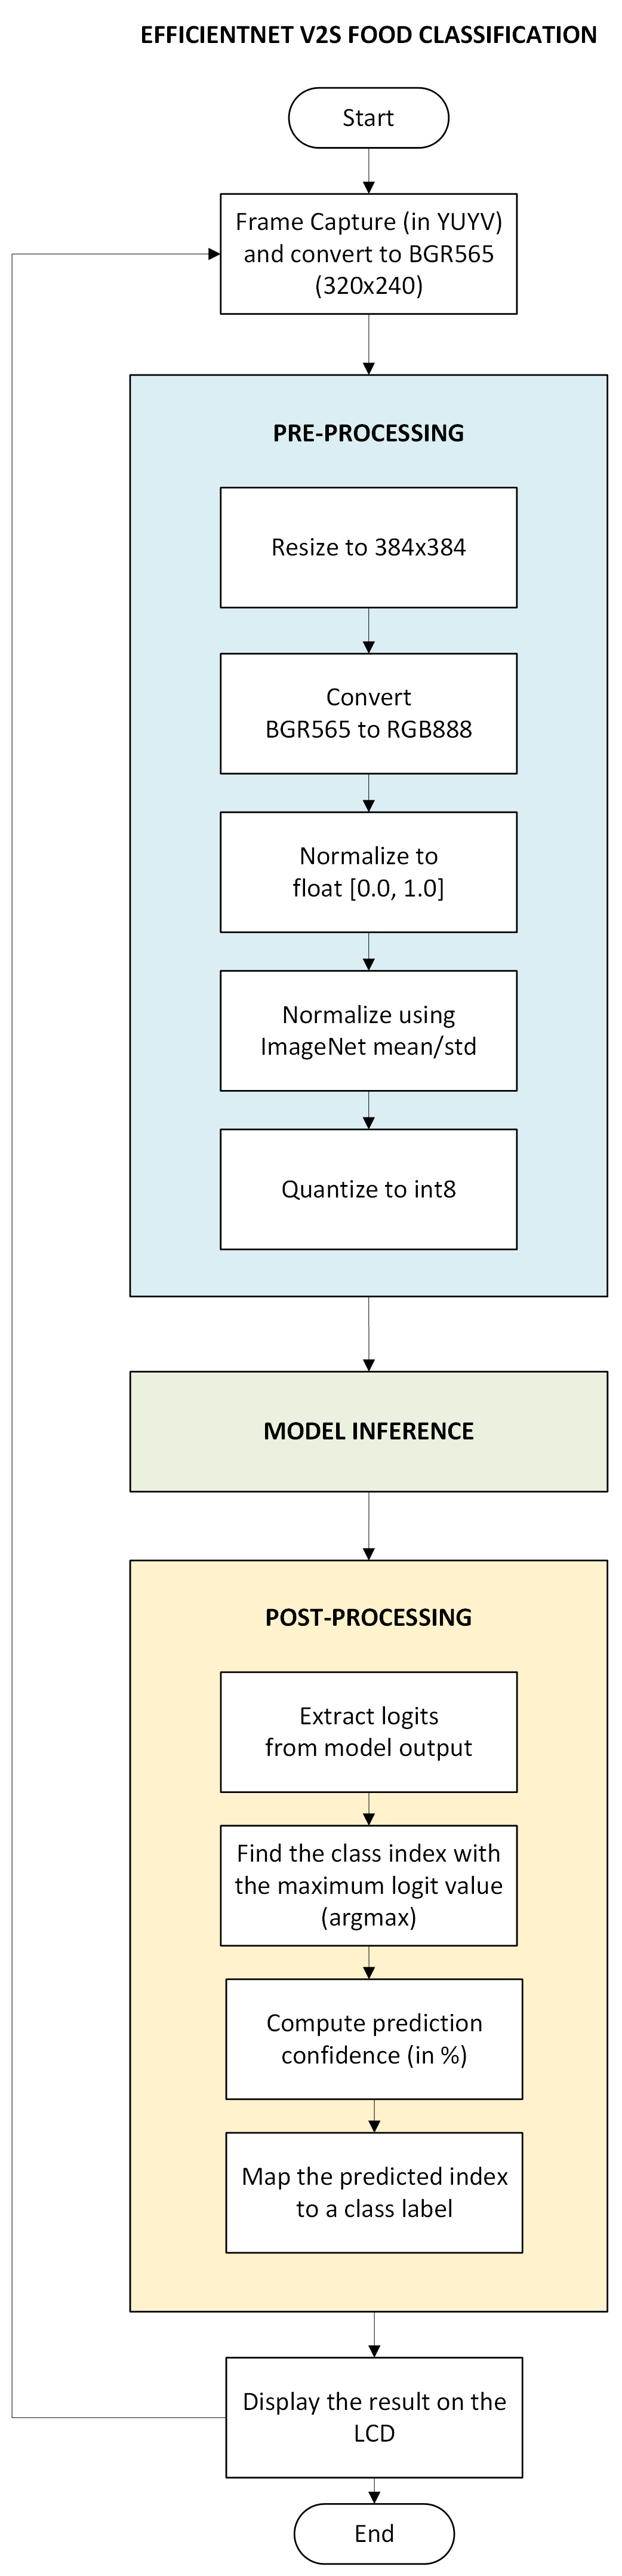 EFFICIENTNET V2S FOOD CLASSIFICATION
Start
Frame Capture (in YUYV)
and convert to BGR565
(320x240)
PRE-PROCESSING
Resize to 384x384
Convert
BGR565 to RGB888
Normalize to
float [0.0, 1.0]
Normalize using
ImageNet mean/std
Quantize to int8
MODEL INFERENCE
POST-PROCESSING
Extract logits
from model output
Find the class index with
the maximum logit value
(argmax)
Compute prediction
confidence (in %)
Map the predicted index
to a class label
Display the result on the
LCD
End